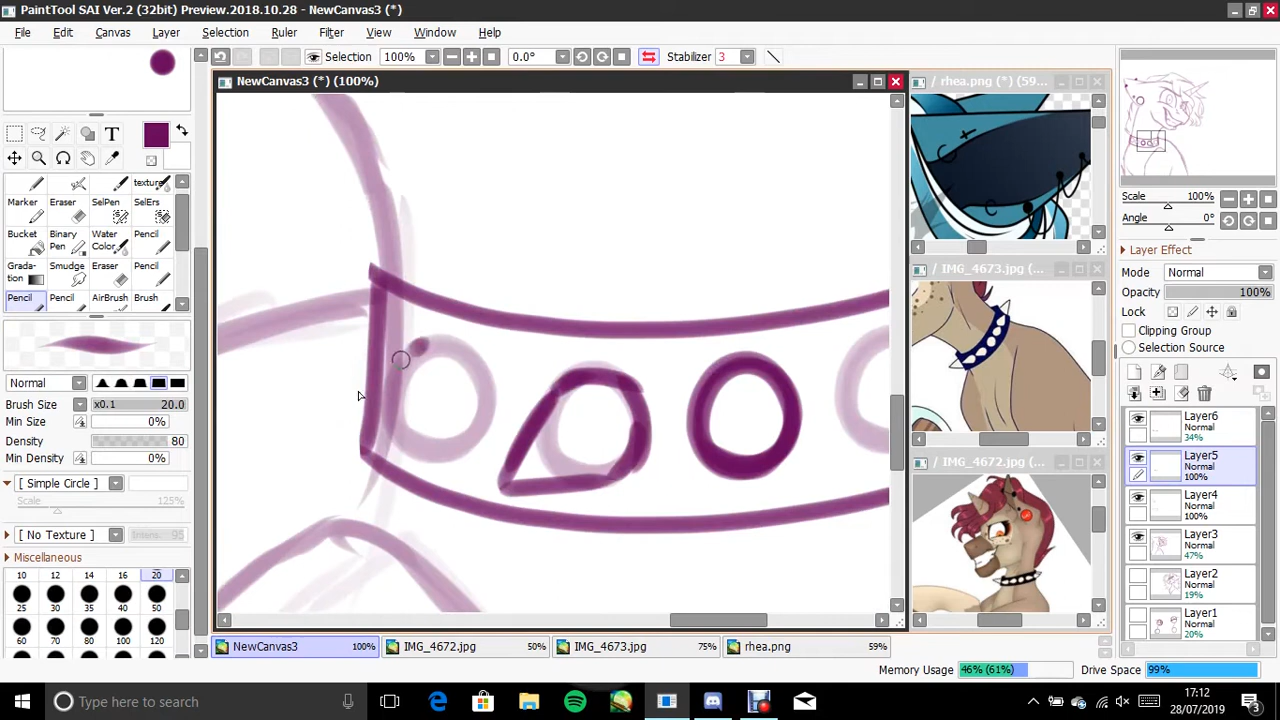 PaintTool SAI Ver.2 (32bit) Preview.2018.10.28 - NewCanvas3 (*)
File Edit Canvas Layer Selection Ruler Filter View Window Help
Selection 100% 0.0° Stabilizer 3
NewCanvas3 (*) (100%)
/ rhea.png (*) (59...
/ IMG_4673.jpg (...
/ IMG_4672.jpg (...
T
texture
Marker Eraser SelPen SelErs
Bucket Binary Pen Water Color Pencil
Grada-tion Smudge Eraser Pencil
Pencil Pencil AirBrush Brush
Normal
Brush Size x0.1 20.0
Min Size 0%
Density 80
Min Density 0%
[ Simple Circle ]
Scale 125%
[ No Texture ] Intens. 95
Miscellaneous
10 12 14 16 20
25 30 35 40 50
60 70 80 100 120
Scale 100%
Angle 0°
Layer Effect
Mode Normal
Opacity 100%
Lock
Clipping Group
Selection Source
Layer6
Normal
34%
Layer5
Normal
100%
Layer4
Normal
100%
Layer3
Normal
47%
Layer2
Normal
19%
Layer1
Normal
20%
NewCanvas3 100% IMG_4672.jpg 50% IMG_4673.jpg 75% rhea.png 59%
Memory Usage 46% (61%) Drive Space 99%
Type here to search
17:12
28/07/2019
3